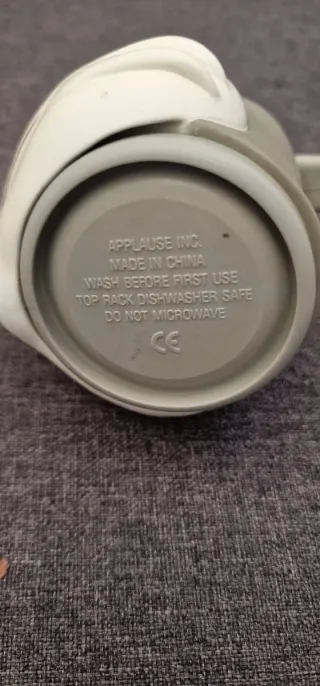 APPLAUSE INC.
MADE IN CHINA
WASH BEFORE FIRST USE
TOP RACK DISHWASHER SAFE
DO NOT MICROWAVE
CE